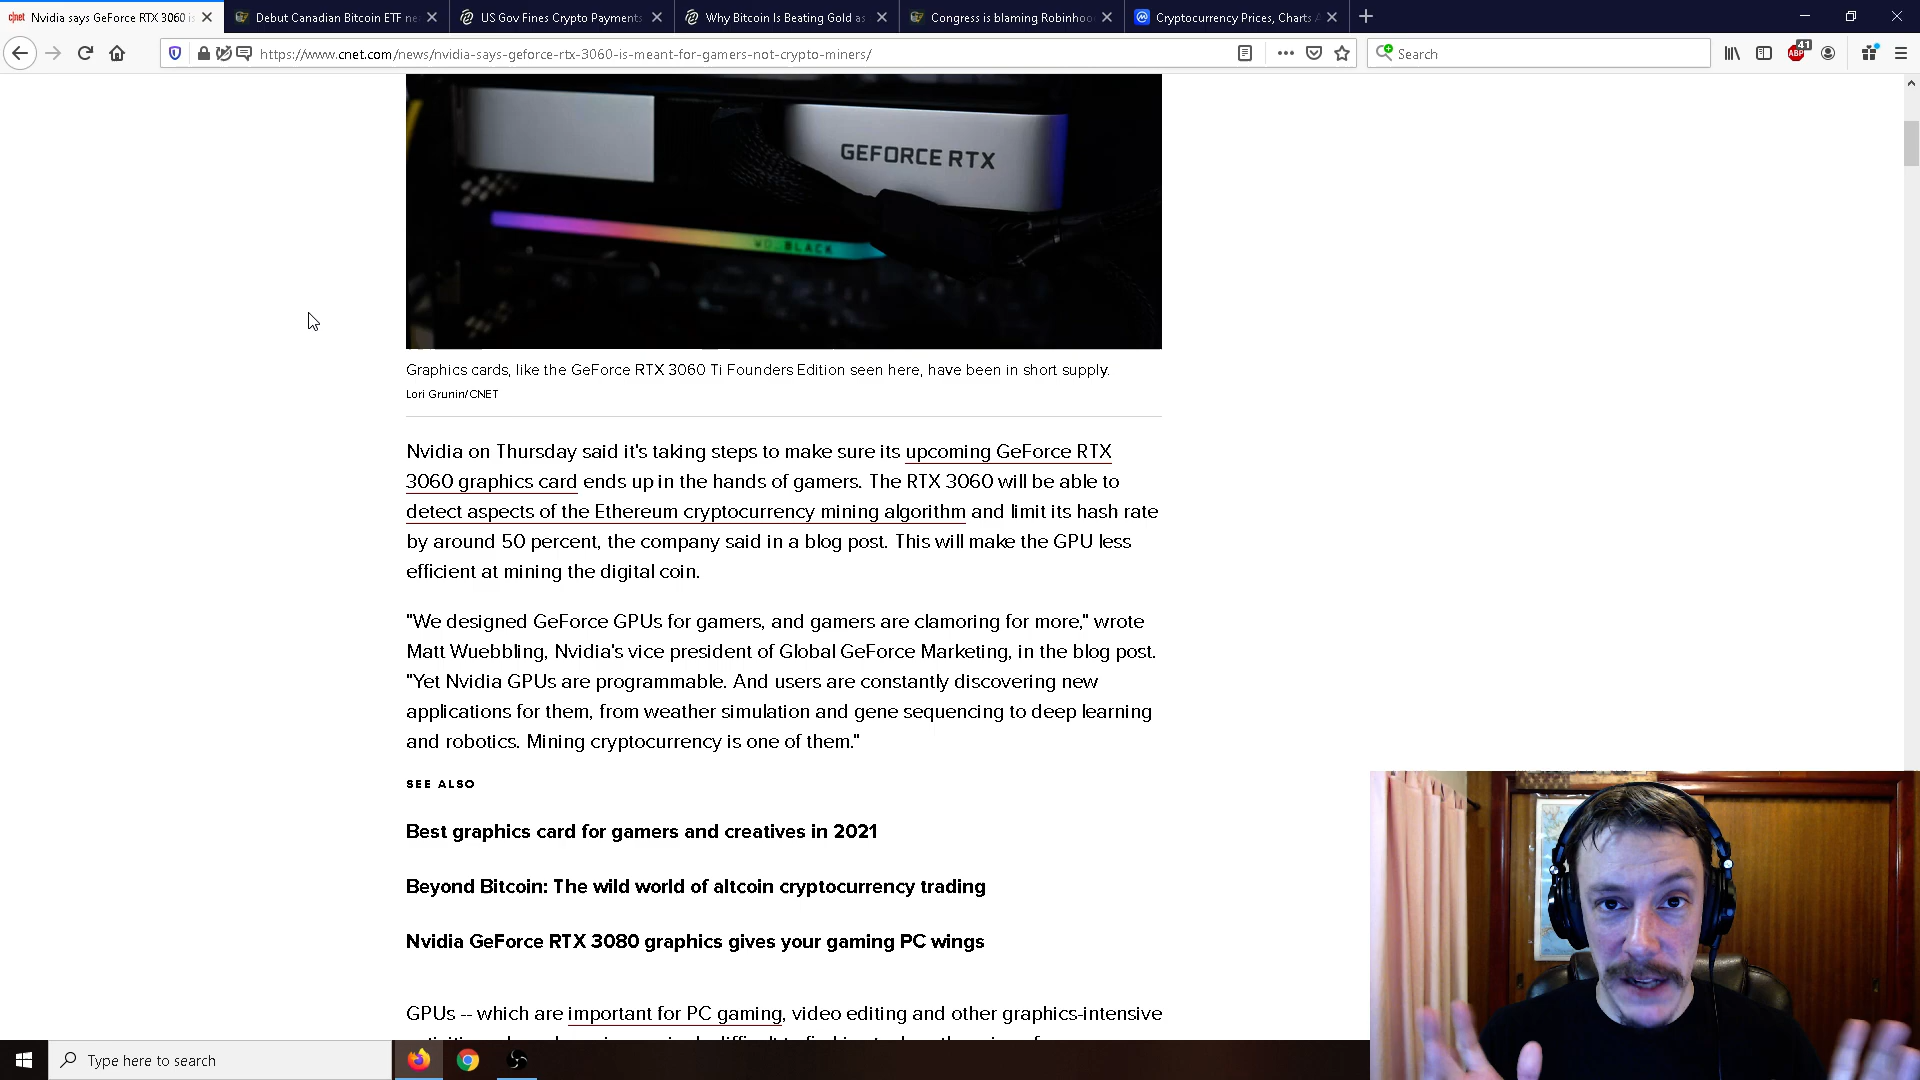 c|net Nvidia says GeForce RTX 3060 is
Debut Canadian Bitcoin ETF ne
US Gov Fines Crypto Payments
Why Bitcoin Is Beating Gold as
Congress is blaming Robinhoo
Cryptocurrency Prices, Charts A
https://www.cnet.com/news/nvidia-says-geforce-rtx-3060-is-meant-for-gamers-not-crypto-miners/
Search
ABP
41
GEFORCE RTX
WD_BLACK
Graphics cards, like the GeForce RTX 3060 Ti Founders Edition seen here, have been in short supply.
Lori Grunin/CNET
Nvidia on Thursday said it's taking steps to make sure its upcoming GeForce RTX
3060 graphics card ends up in the hands of gamers. The RTX 3060 will be able to
detect aspects of the Ethereum cryptocurrency mining algorithm and limit its hash rate
by around 50 percent, the company said in a blog post. This will make the GPU less
efficient at mining the digital coin.
"We designed GeForce GPUs for gamers, and gamers are clamoring for more," wrote
Matt Wuebbling, Nvidia's vice president of Global GeForce Marketing, in the blog post.
"Yet Nvidia GPUs are programmable. And users are constantly discovering new
applications for them, from weather simulation and gene sequencing to deep learning
and robotics. Mining cryptocurrency is one of them."
SEE ALSO
Best graphics card for gamers and creatives in 2021
Beyond Bitcoin: The wild world of altcoin cryptocurrency trading
Nvidia GeForce RTX 3080 graphics gives your gaming PC wings
GPUs -- which are important for PC gaming, video editing and other graphics-intensive
Type here to search